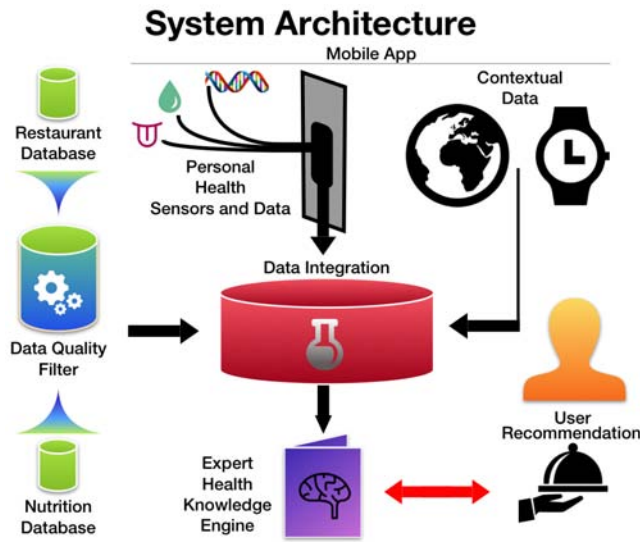 System Architecture
Mobile App
Restaurant
Database
Personal
Health
Sensors and Data
Contextual
Data
Data Integration
Data Quality
Filter
User
Recommendation
Expert
Health
Knowledge
Engine
Nutrition
Database